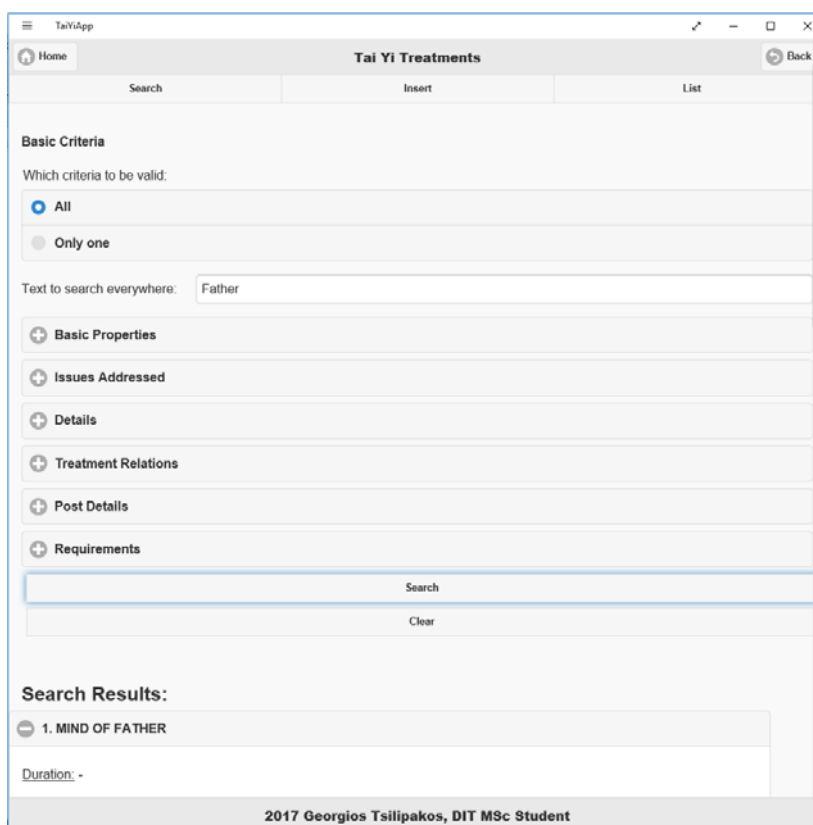 TaiYiApp
Home Tai Yi Treatments Back
Search Insert List
Basic Criteria
Which criteria to be valid:
All
Only one
Text to search everywhere: Father
Basic Properties
Issues Addressed
Details
Treatment Relations
Post Details
Requirements
Search
Clear
Search Results:
1. MIND OF FATHER
Duration: -
2017 Georgios Tsilipakos, DIT MSc Student